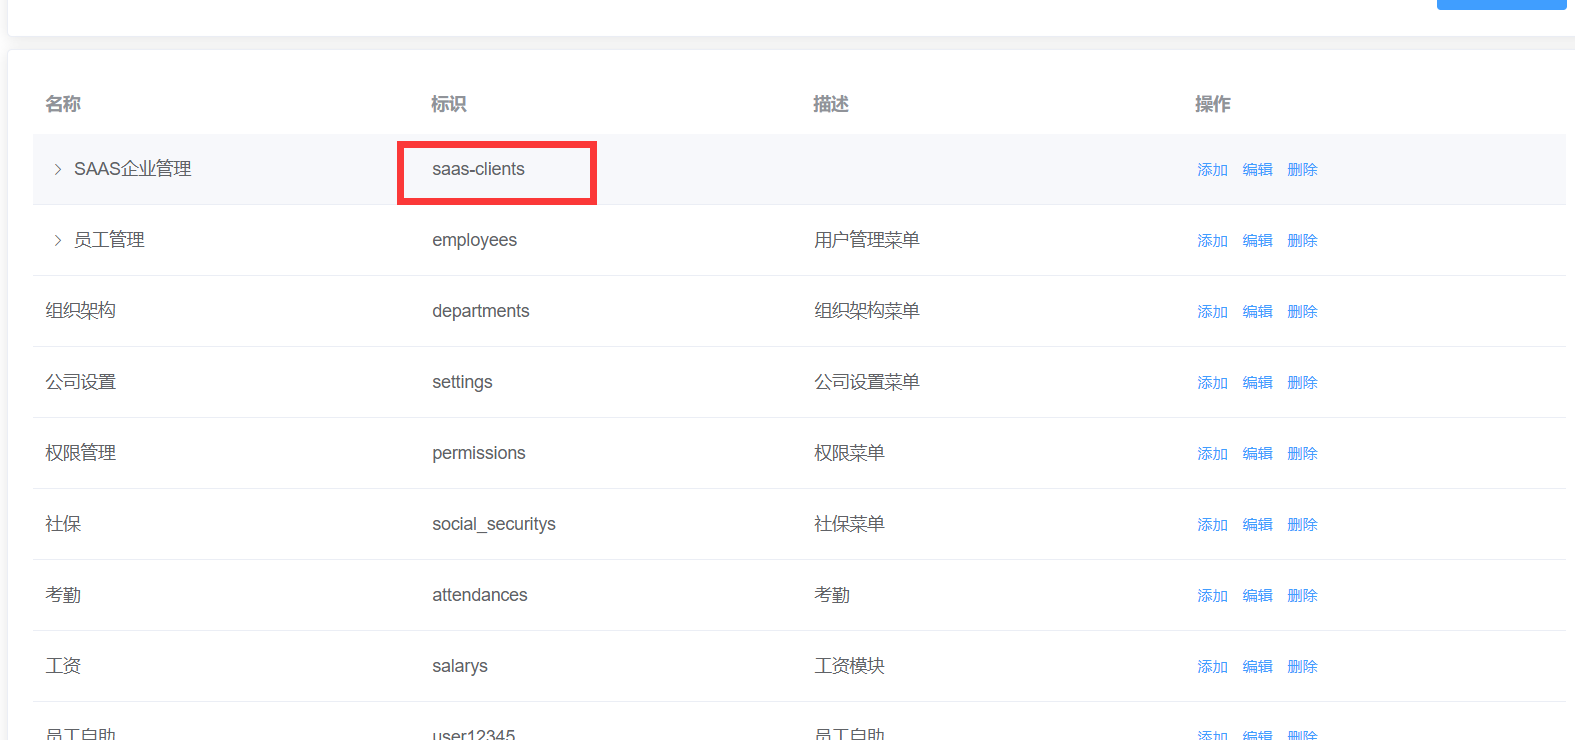 名称 标识 描述 操作
SAAS企业管理 saas-clients 添加 编辑 删除
员工管理 employees 用户管理菜单 添加 编辑 删除
组织架构 departments 组织架构菜单 添加 编辑 删除
公司设置 settings 公司设置菜单 添加 编辑 删除
权限管理 permissions 权限菜单 添加 编辑 删除
社保 social_securitys 社保菜单 添加 编辑 删除
考勤 attendances 考勤 添加 编辑 删除
工资 salarys 工资模块 添加 编辑 删除
员工自助 user12345 员工自助 添加 编辑 删除